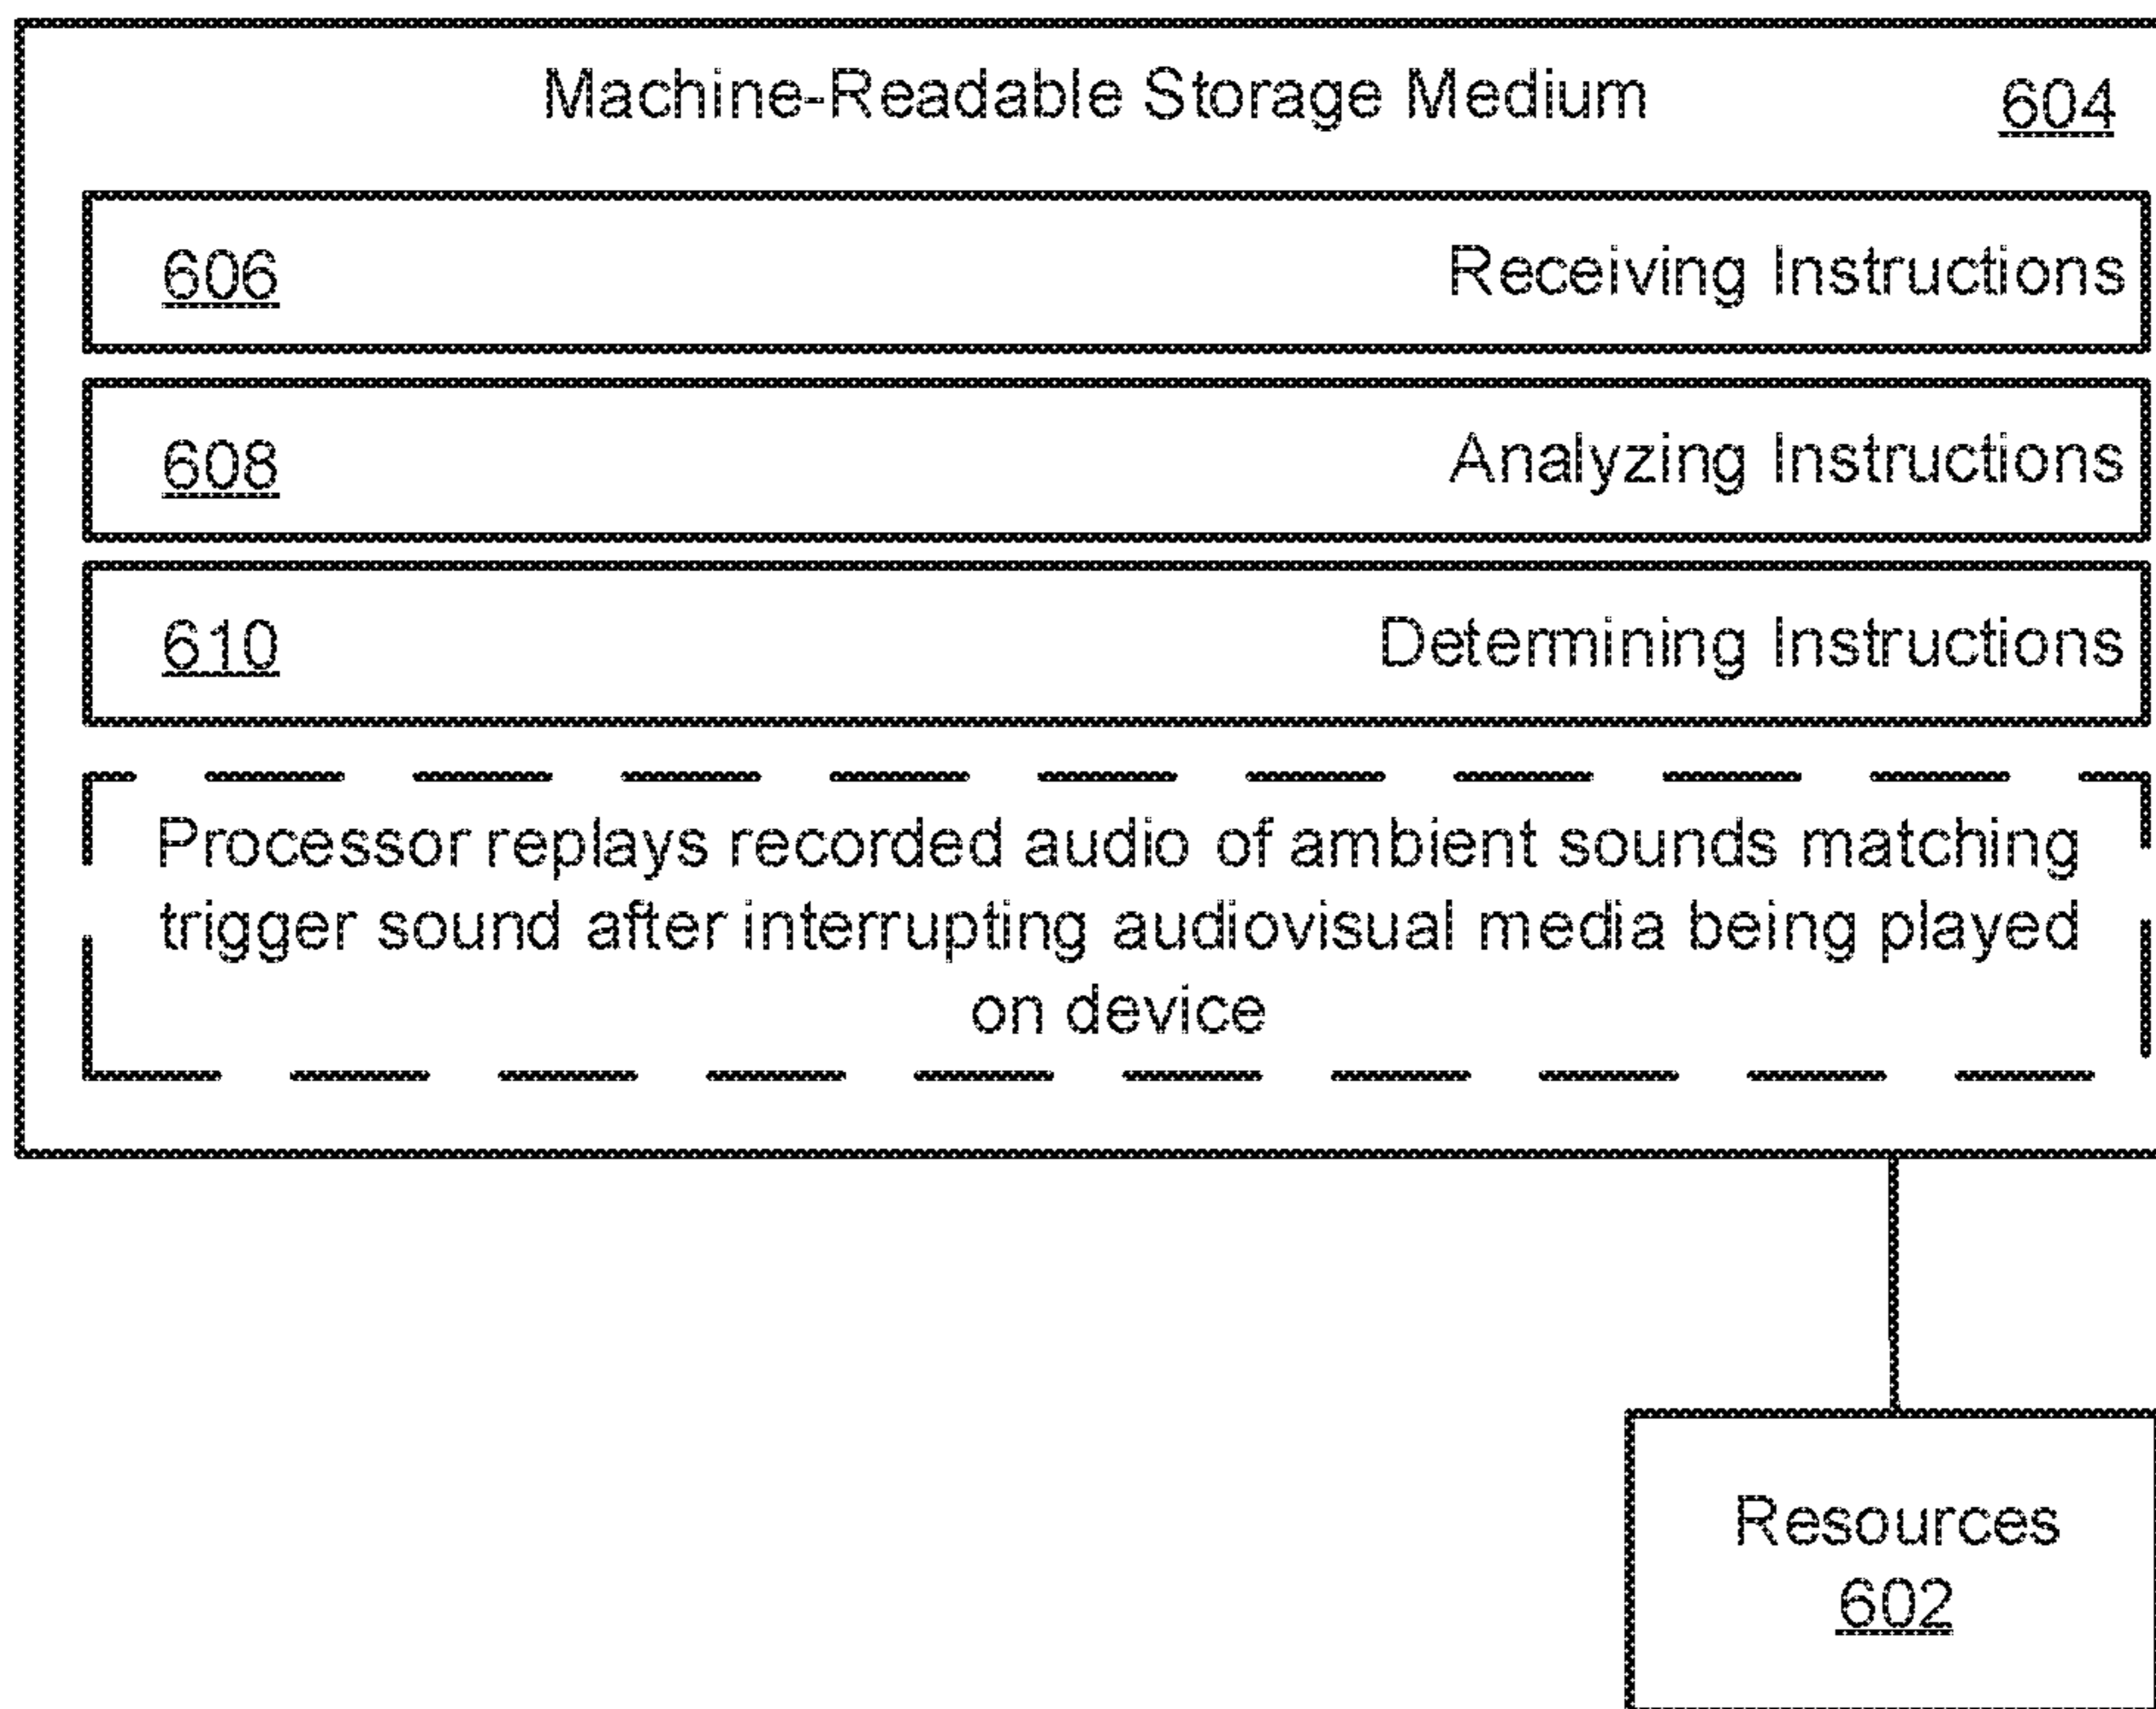 Machine-Readable Storage Medium 604
606 Receiving Instructions
608 Analyzing Instructions
610 Determining Instructions
Processor replays recorded audio of ambient sounds matching
trigger sound after interrupting audiovisual media being played
on device
Resources
602